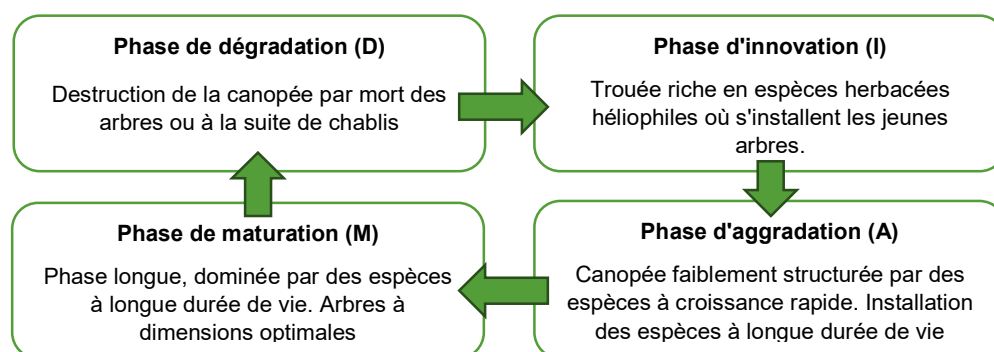 Phase de dégradation (D)
Destruction de la canopée par mort des
arbres ou à la suite de chablis
Phase d'innovation (I)
Trouée riche en espèces herbacées
héliophiles où s'installent les jeunes
arbres.
Phase de maturation (M)
Phase longue, dominée par des espèces
à longue durée de vie. Arbres à
dimensions optimales
Phase d'aggradation (A)
Canopée faiblement structurée par des
espèces à croissance rapide. Installation
des espèces à longue durée de vie